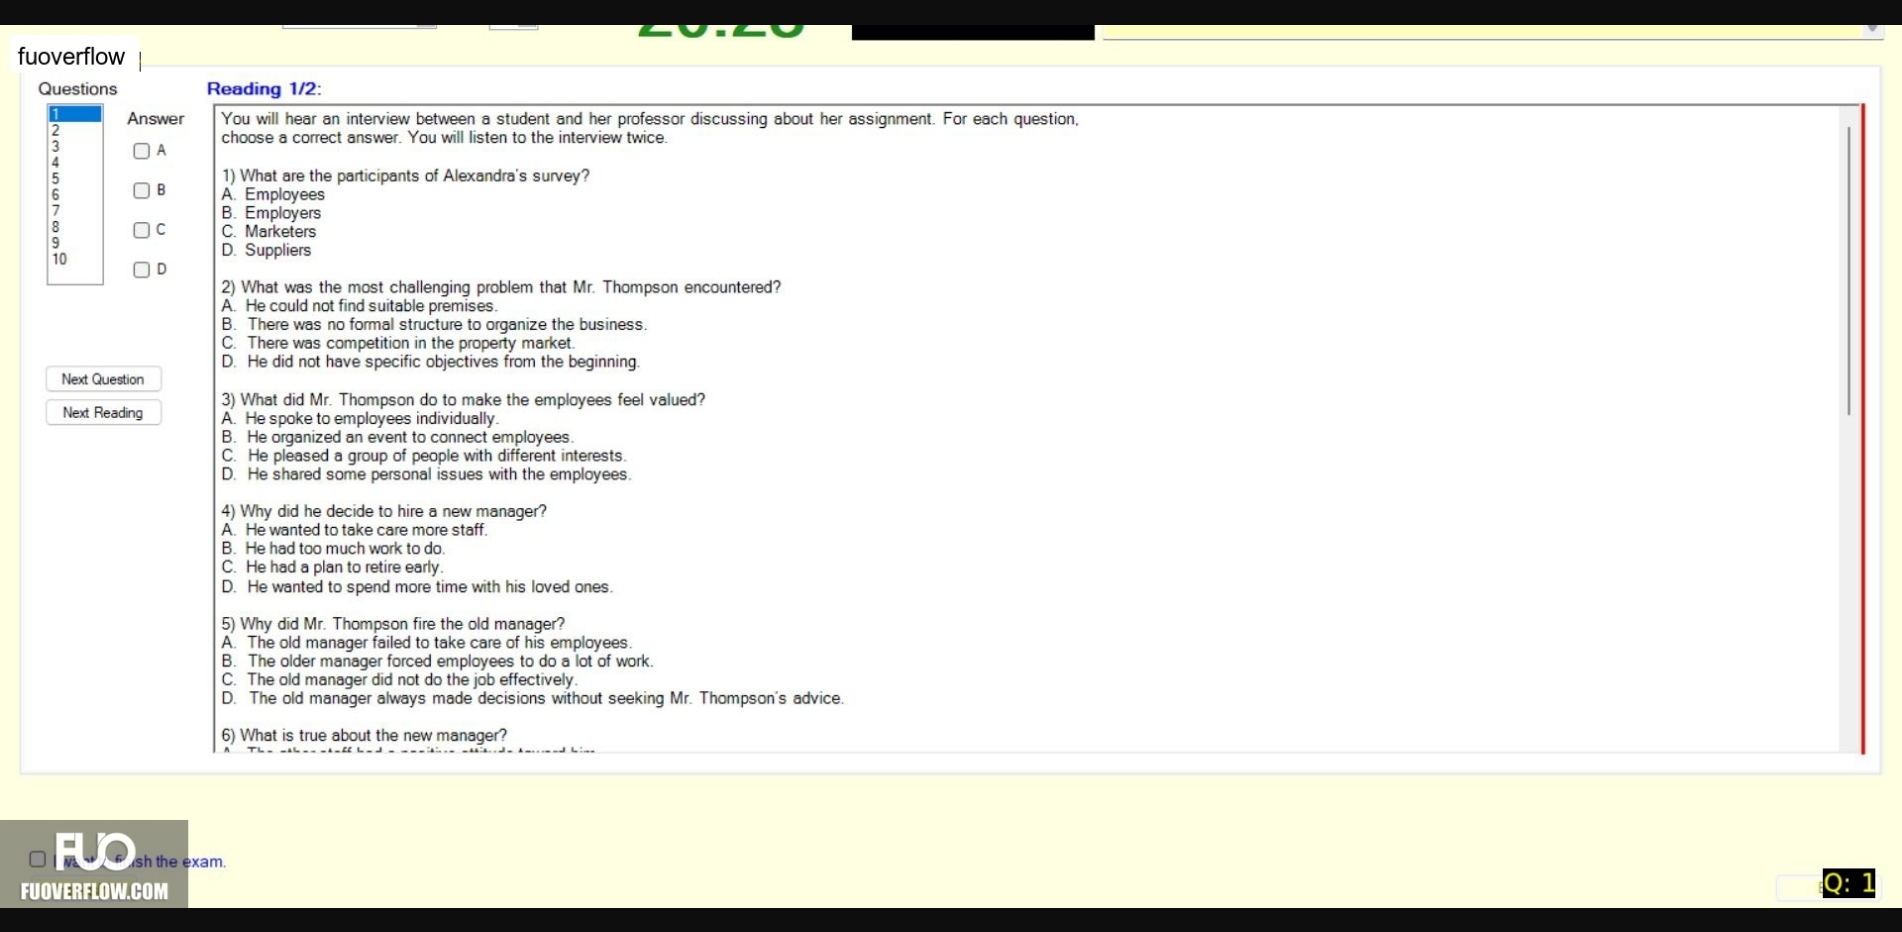 20:28
fuoverflow
Questions
Reading 1/2:
1
2
3
4
5
6
7
8
9
10
Answer
A
B
C
D
Next Question
Next Reading
You will hear an interview between a student and her professor discussing about her assignment. For each question,
choose a correct answer. You will listen to the interview twice.
1) What are the participants of Alexandra's survey?
A. Employees
B. Employers
C. Marketers
D. Suppliers
2) What was the most challenging problem that Mr. Thompson encountered?
A. He could not find suitable premises.
B. There was no formal structure to organize the business.
C. There was competition in the property market.
D. He did not have specific objectives from the beginning.
3) What did Mr. Thompson do to make the employees feel valued?
A. He spoke to employees individually.
B. He organized an event to connect employees.
C. He pleased a group of people with different interests.
D. He shared some personal issues with the employees.
4) Why did he decide to hire a new manager?
A. He wanted to take care more staff.
B. He had too much work to do.
C. He had a plan to retire early.
D. He wanted to spend more time with his loved ones.
5) Why did Mr. Thompson fire the old manager?
A. The old manager failed to take care of his employees.
B. The older manager forced employees to do a lot of work.
C. The old manager did not do the job effectively.
D. The old manager always made decisions without seeking Mr. Thompson's advice.
6) What is true about the new manager?
A. The other staff had a positive attitude toward him.
FUO
I want finish the exam.
FUOVERFLOW.COM
Q: 1